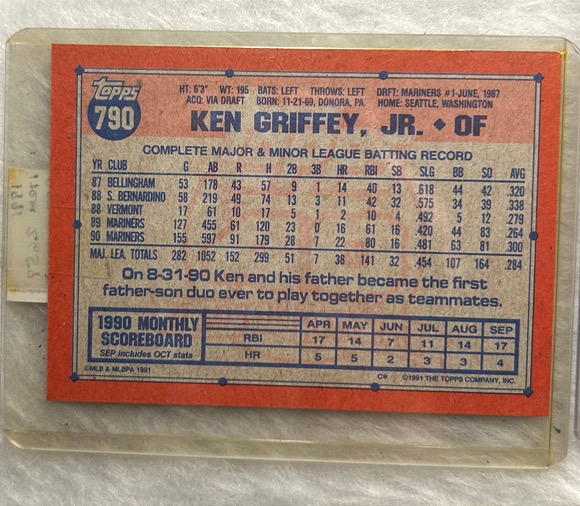 TOPPS
790
HT: 6'3" WT: 195 BATS: LEFT THROWS: LEFT DRFT: MARINERS #1-JUNE, 1987
ACQ: VIA DRAFT BORN: 11-21-69, DONORA, PA. HOME: SEATTLE, WASHINGTON
KEN GRIFFEY, JR. ◆ OF
COMPLETE MAJOR & MINOR LEAGUE BATTING RECORD
YR CLUB G AB R H 2B 3B HR RBI SB SLG BB SO AVG
87 BELLINGHAM 53 178 43 57 9 1 14 40 13 .618 44 42 .320
88 S. BERNARDINO 58 219 49 74 13 3 11 42 32 .575 34 39 .338
88 VERMONT 17 61 10 17 5 1 2 10 4 .492 5 12 .279
89 MARINERS 127 455 61 120 23 0 16 61 16 .420 44 83 .264
90 MARINERS 155 597 91 179 28 7 22 80 16 .481 63 81 .300
MAJ. LEA. TOTALS 282 1052 152 299 51 7 38 141 32 .454 107 164 .284
On 8-31-90 Ken and his father became the first
father-son duo ever to play together as teammates.
1990 MONTHLY
SCOREBOARD
SEP includes OCT stats
APR MAY JUN JUL AUG SEP
RBI 17 14 7 11 14 17
HR 5 5 2 3 3 4
©MLB & MLBPA 1991 C* ©1991 THE TOPPS COMPANY, INC.